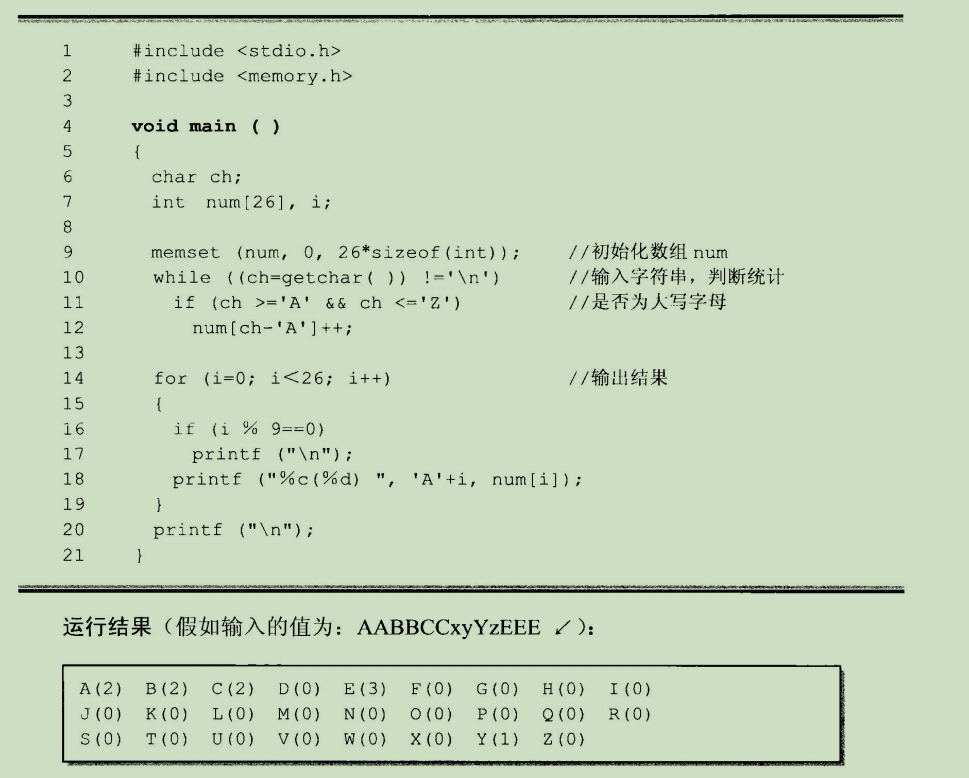 1 #include <stdio.h>
2 #include <memory.h>
3
4 void main ( )
5 {
6 char ch;
7 int num[26], i;
8
9 memset (num, 0, 26*sizeof(int)); //初始化数组 num
10 while ((ch=getchar( )) !='\n') //输入字符串，判断统计
11 if (ch >='A' && ch <='Z') //是否为大写字母
12 num[ch-'A']++;
13
14 for (i=0; i<26; i++) //输出结果
15 {
16 if (i % 9==0)
17 printf ("\n");
18 printf ("%c(%d) ", 'A'+i, num[i]);
19 }
20 printf ("\n");
21 }
运行结果（假如输入的值为：AABBCCxyYzEEE ↙）：
A(2) B(2) C(2) D(0) E(3) F(0) G(0) H(0) I(0)
J(0) K(0) L(0) M(0) N(0) O(0) P(0) Q(0) R(0)
S(0) T(0) U(0) V(0) W(0) X(0) Y(1) Z(0)